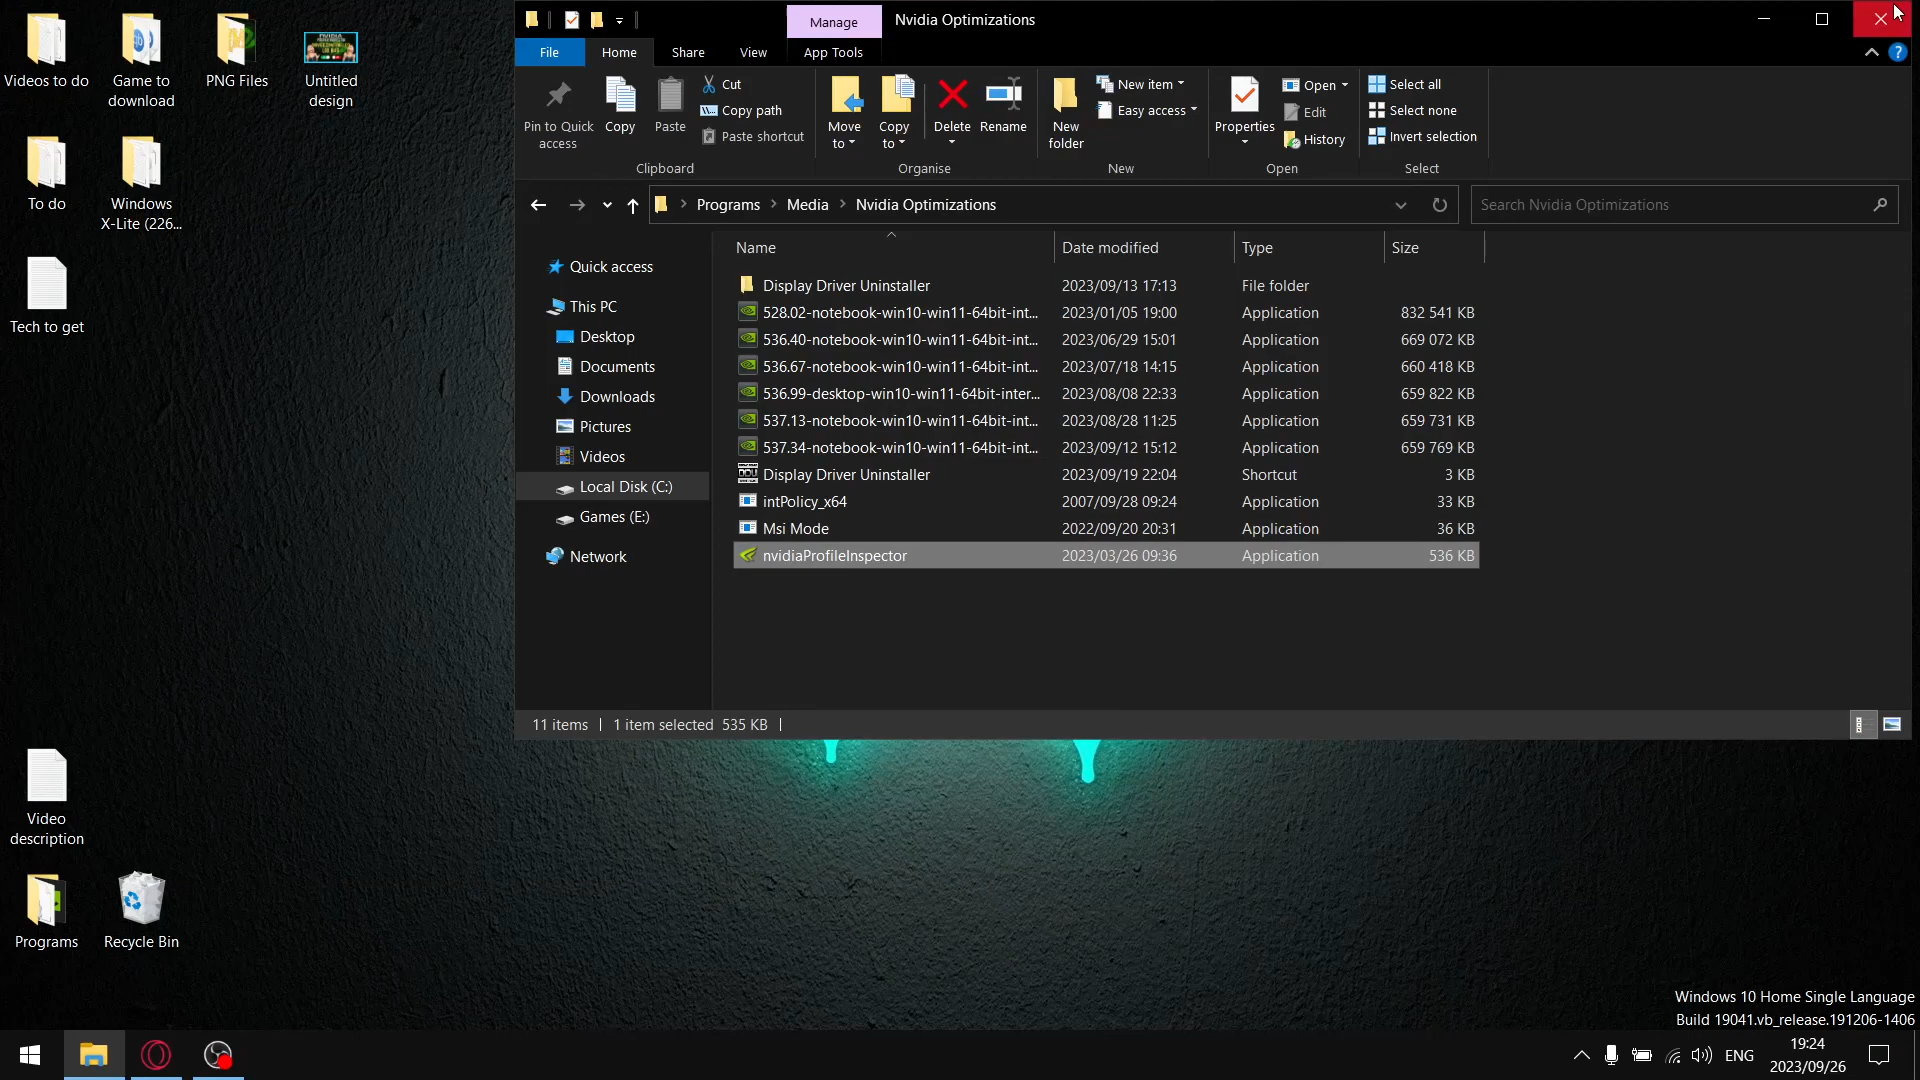 Videos to do
Game to
download
PNG Files
Untitled
design
To do
Windows
X-Lite (226...
Tech to get
Video
description
Programs
Recycle Bin
Manage
Nvidia Optimizations
File
Home
Share
View
App Tools
Pin to Quick
access
Copy
Paste
Cut
Copy path
Paste shortcut
Clipboard
Move
to
Copy
to
Delete
Rename
Organise
New
folder
New item
Easy access
New
Properties
Open
Edit
History
Open
Select all
Select none
Invert selection
Select
Programs
Media
Nvidia Optimizations
Search Nvidia Optimizations
Quick access
This PC
Desktop
Documents
Downloads
Pictures
Videos
Local Disk (C:)
Games (E:)
Network
Name Date modified Type Size
Display Driver Uninstaller 2023/09/13 17:13 File folder
528.02-notebook-win10-win11-64bit-int... 2023/01/05 19:00 Application 832 541 KB
536.40-notebook-win10-win11-64bit-int... 2023/06/29 15:01 Application 669 072 KB
536.67-notebook-win10-win11-64bit-int... 2023/07/18 14:15 Application 660 418 KB
536.99-desktop-win10-win11-64bit-inter... 2023/08/08 22:33 Application 659 822 KB
537.13-notebook-win10-win11-64bit-int... 2023/08/28 11:25 Application 659 731 KB
537.34-notebook-win10-win11-64bit-int... 2023/09/12 15:12 Application 659 769 KB
Display Driver Uninstaller 2023/09/19 22:04 Shortcut 3 KB
intPolicy_x64 2007/09/28 09:24 Application 33 KB
Msi Mode 2022/09/20 20:31 Application 36 KB
nvidiaProfileInspector 2023/03/26 09:36 Application 536 KB
11 items
1 item selected 535 KB
Windows 10 Home Single Language
Build 19041.vb_release.191206-1406
ENG
19:24
2023/09/26